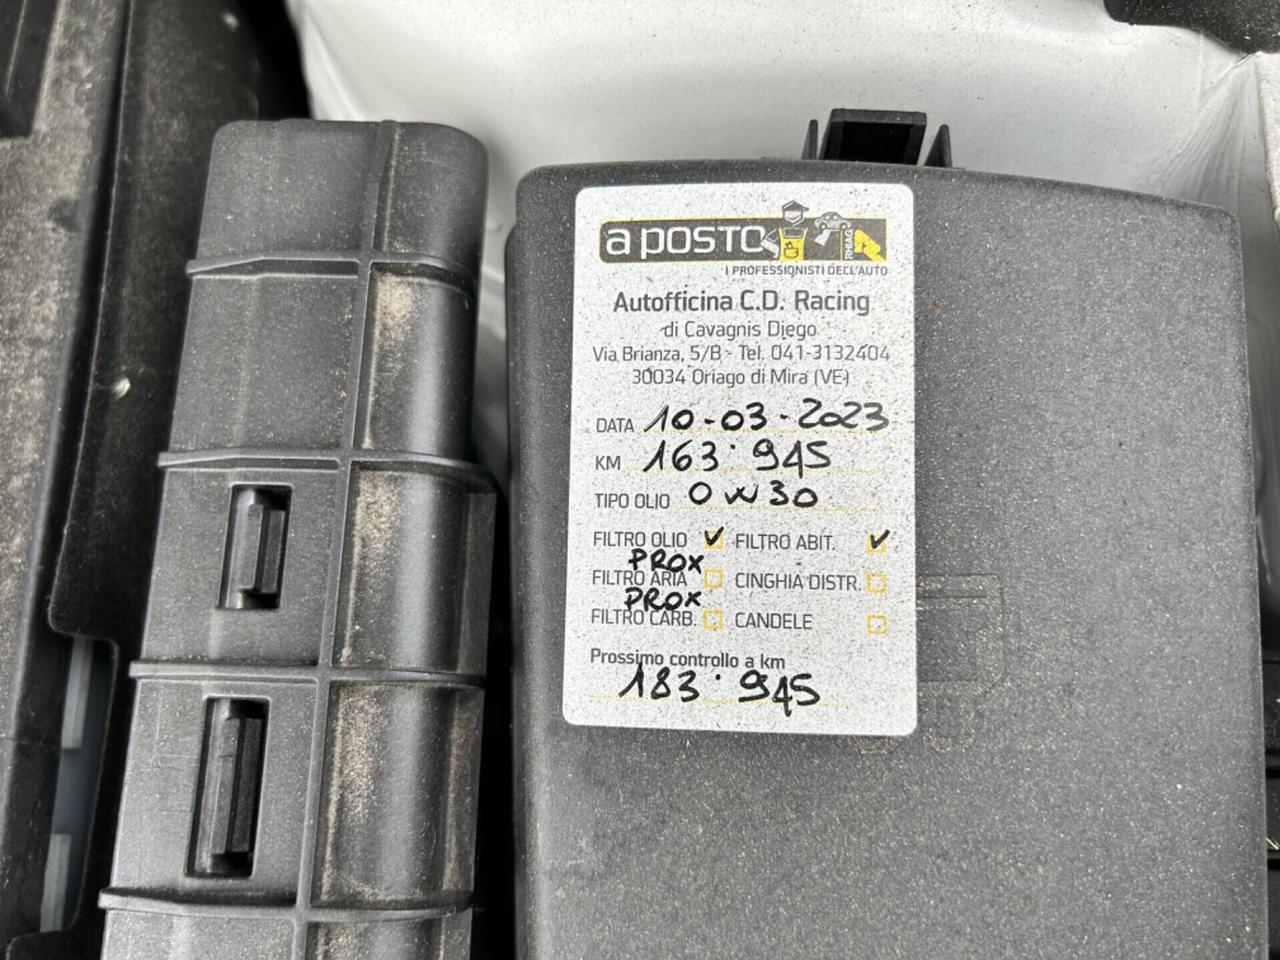 a posto
RHIAG
I PROFESSIONISTI DELL'AUTO
Autofficina C.D. Racing
di Cavagnis Diego
Via Brianza, 5/B - Tel. 041-3132404
30034 Oriago di Mira (VE)
DATA 10-03-2023
KM 163.945
TIPO OLIO 0W30
FILTRO OLIO ✓ FILTRO ABIT. ✓
PROX
FILTRO ARIA CINGHIA DISTR.
PROX
FILTRO CARB. CANDELE
Prossimo controllo a km
183.945